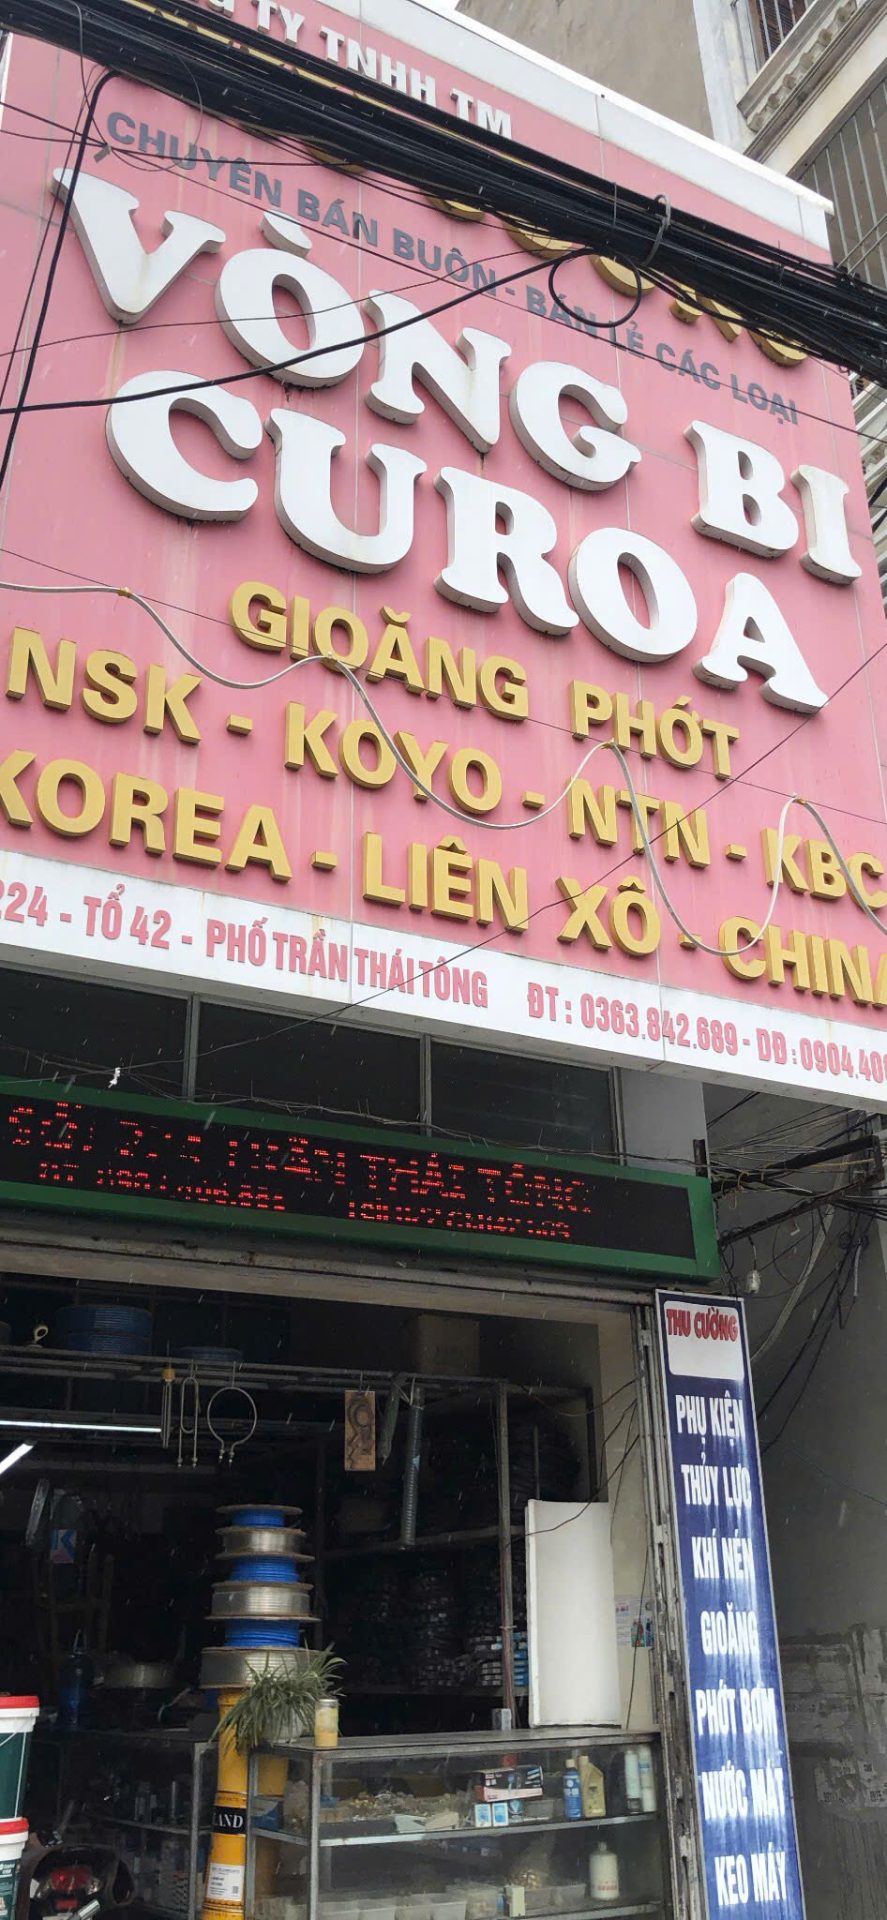 TY TNHH TM
CHUYÊN BÁN BUÔN - BÁN LẺ CÁC LOẠI
VÒNG BI
CUROA
GIOĂNG PHỚT
NSK - KOYO - NTN - KBC
KOREA - LIÊN XÔ - CHINA
224 - TỔ 42 - PHỐ TRẦN THÁI TÔNG ĐT : 0363.842.689 - DĐ : 0904.40
TRẦN THÁI TÔNG
THU CƯỜNG
PHỤ KIỆN
THỦY LỰC
KHÍ NÉN
GIOĂNG
PHỚT BƠM
NƯỚC MÁT
KEO MÁY
LAND